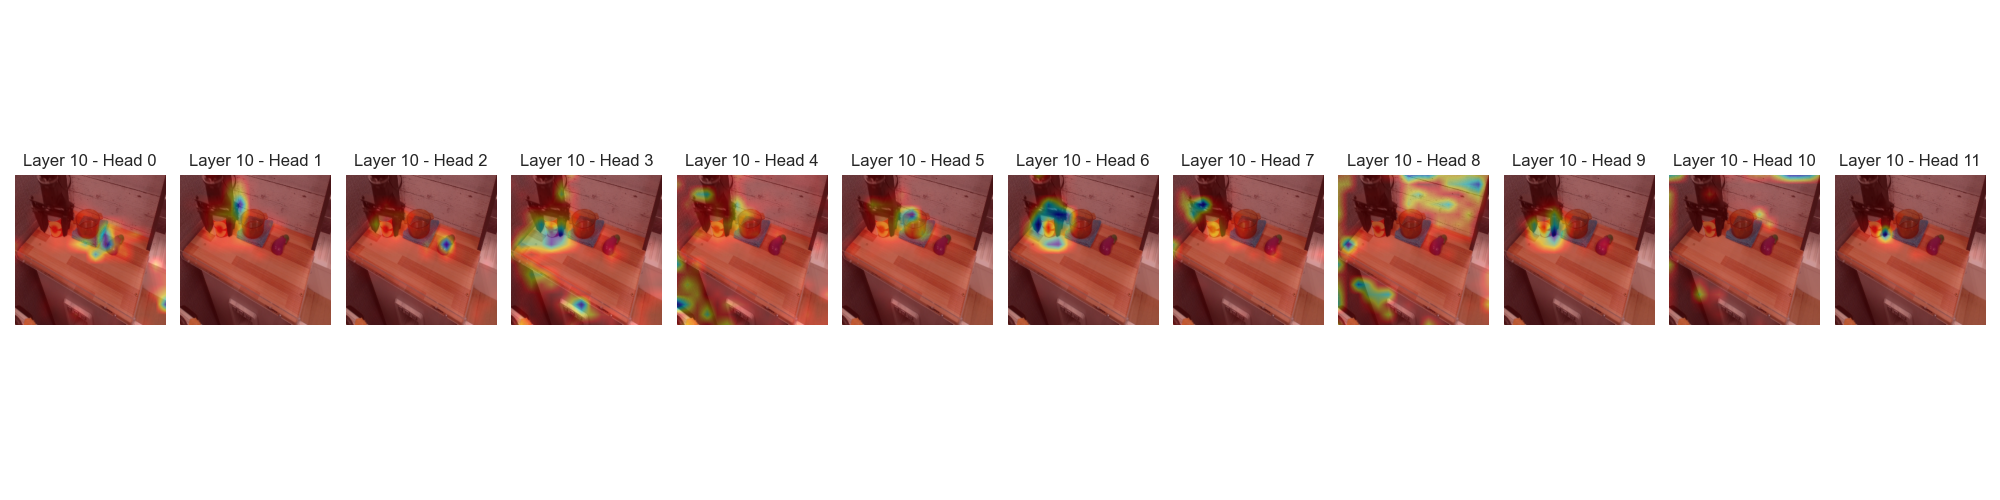 Layer 10 - Head 0
Layer 10 - Head 1
Layer 10 - Head 2
Layer 10 - Head 3
Layer 10 - Head 4
Layer 10 - Head 5
Layer 10 - Head 6
Layer 10 - Head 7
Layer 10 - Head 8
Layer 10 - Head 9
Layer 10 - Head 10
Layer 10 - Head 11